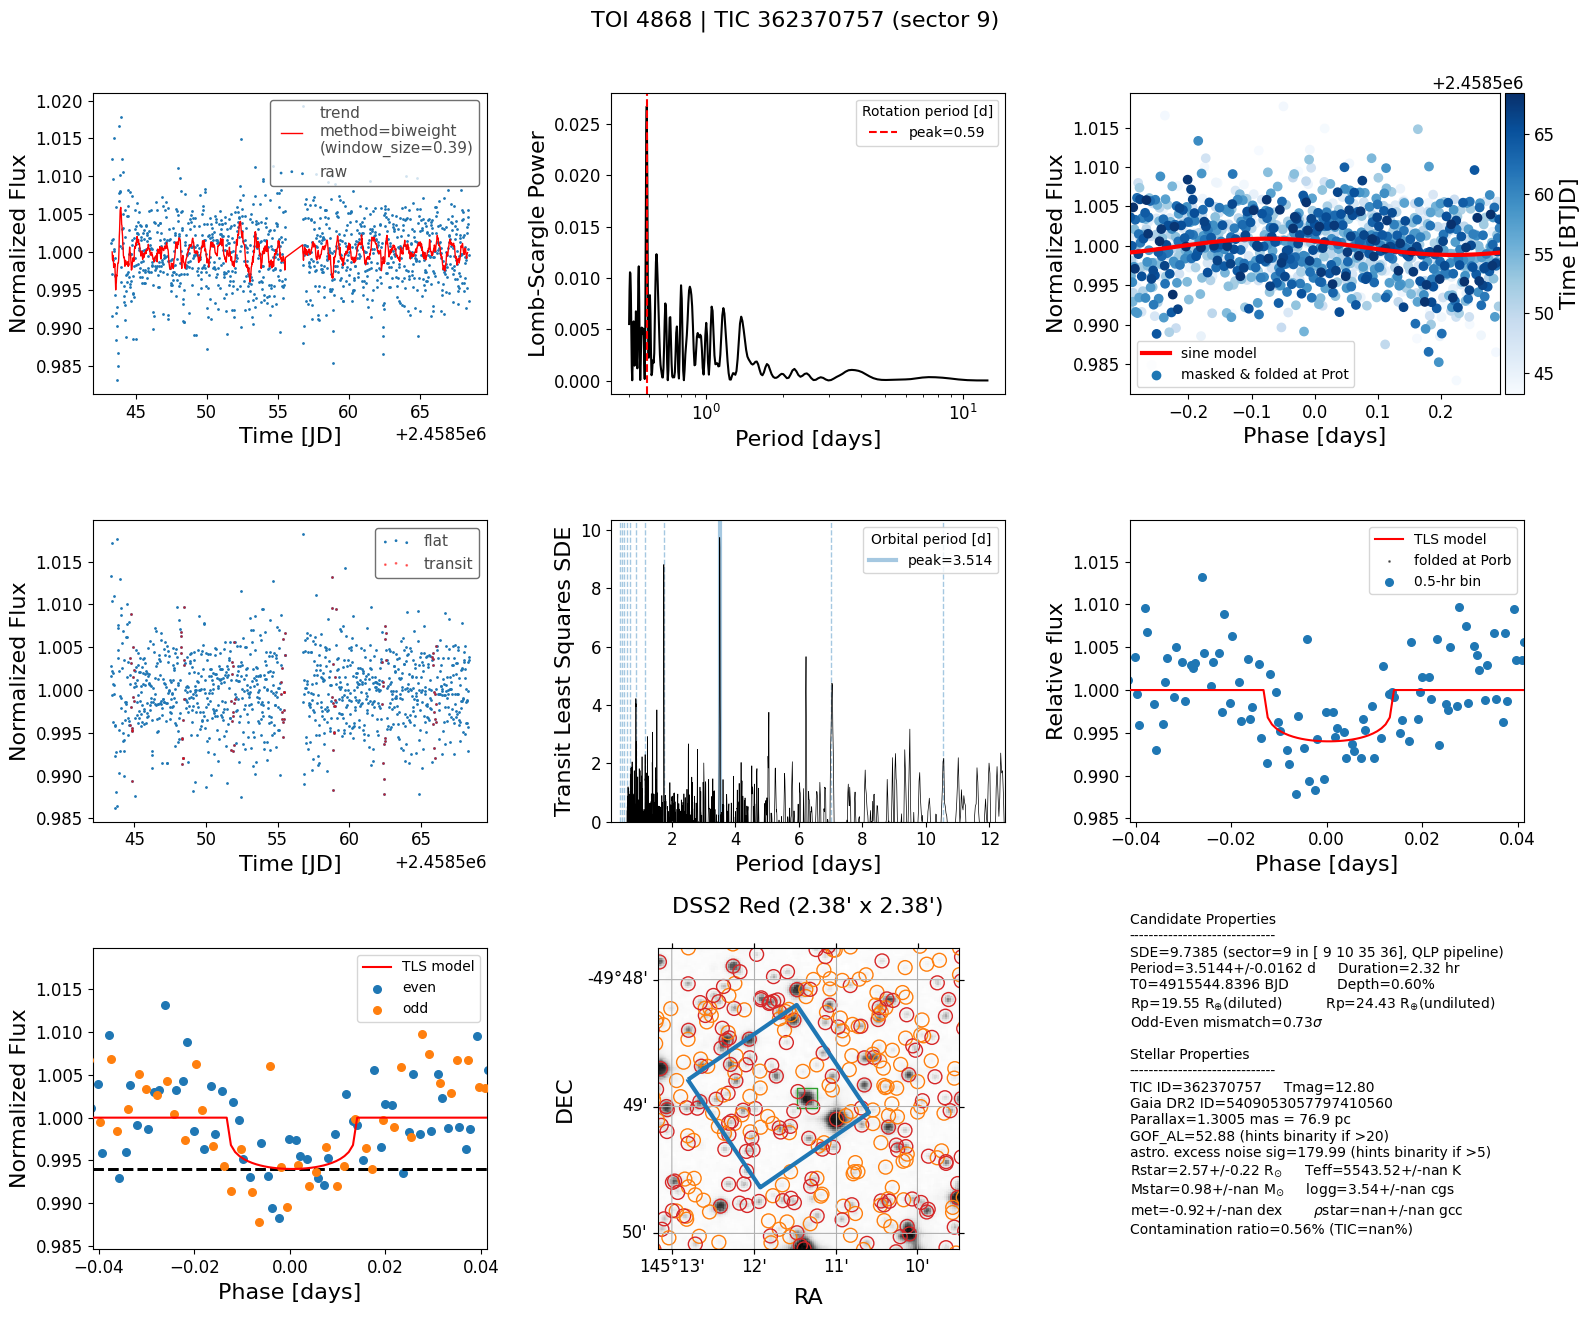 TOI 4868 | TIC 362370757 (sector 9)
1.020
1.015
1.010
1.005
1.000
0.995
0.990
0.985
Normalized Flux
trend
method=biweight
(window_size=0.39)
raw
45 50 55 60 65
Time [JD]
+2.4585e6
0.025
0.020
0.015
0.010
0.005
0.000
Lomb-Scargle Power
Rotation period [d]
peak=0.59
10⁰ 10¹
Period [days]
+2.4585e6
1.015
1.010
1.005
1.000
0.995
0.990
0.985
Normalized Flux
sine model
masked & folded at Prot
−0.2 −0.1 0.0 0.1 0.2
Phase [days]
65
60
55
50
45
Time [BTJD]
1.015
1.010
1.005
1.000
0.995
0.990
0.985
Normalized Flux
flat
transit
45 50 55 60 65
Time [JD]
+2.4585e6
10
8
6
4
2
0
Transit Least Squares SDE
Orbital period [d]
peak=3.514
2 4 6 8 10 12
Period [days]
1.015
1.010
1.005
1.000
0.995
0.990
0.985
Relative flux
TLS model
folded at Porb
0.5-hr bin
−0.04 −0.02 0.00 0.02 0.04
Phase [days]
1.015
1.010
1.005
1.000
0.995
0.990
0.985
Normalized Flux
TLS model
even
odd
−0.04 −0.02 0.00 0.02 0.04
Phase [days]
DSS2 Red (2.38' x 2.38')
-49°48'
49'
50'
DEC
145°13' 12' 11' 10'
RA
Candidate Properties
------------------------------
SDE=9.7385 (sector=9 in [ 9 10 35 36], QLP pipeline)
Period=3.5144+/-0.0162 d Duration=2.32 hr
T0=4915544.8396 BJD Depth=0.60%
Rp=19.55 R⊕(diluted) Rp=24.43 R⊕(undiluted)
Odd-Even mismatch=0.73σ
Stellar Properties
------------------------------
TIC ID=362370757 Tmag=12.80
Gaia DR2 ID=5409053057797410560
Parallax=1.3005 mas = 76.9 pc
GOF_AL=52.88 (hints binarity if >20)
astro. excess noise sig=179.99 (hints binarity if >5)
Rstar=2.57+/-0.22 R☉ Teff=5543.52+/-nan K
Mstar=0.98+/-nan M☉ logg=3.54+/-nan cgs
met=-0.92+/-nan dex ρstar=nan+/-nan gcc
Contamination ratio=0.56% (TIC=nan%)